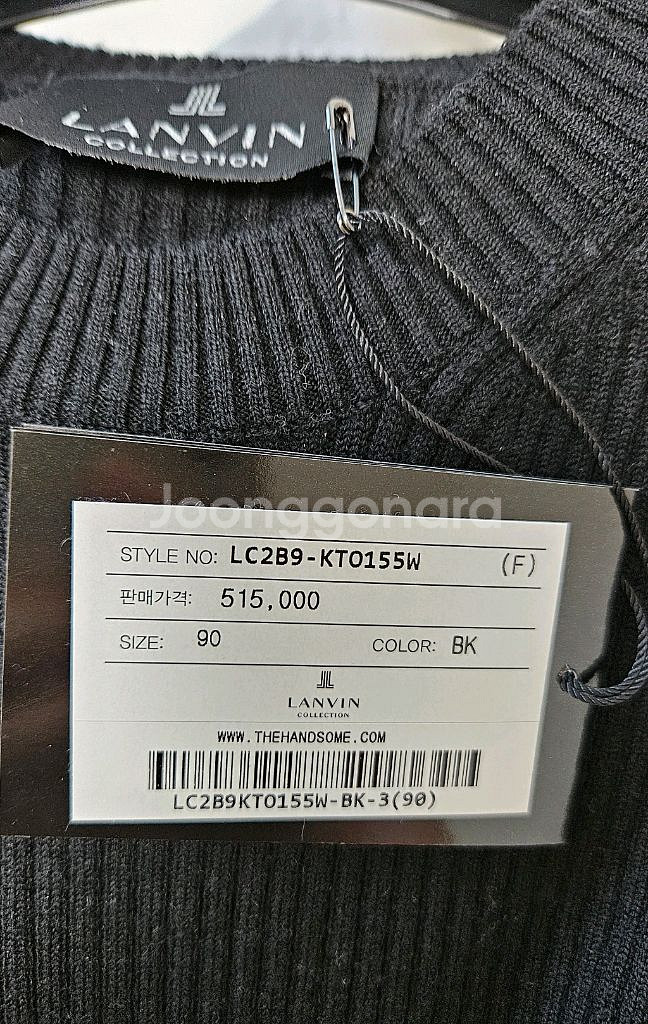 LANVIN
COLLECTION
Joonggonara
STYLE NO: LC2B9-KTO155W (F)
판매가격: 515,000
SIZE: 90 COLOR: BK
LANVIN
COLLECTION
WWW.THEHANDSOME.COM
LC2B9KTO155W-BK-3(90)